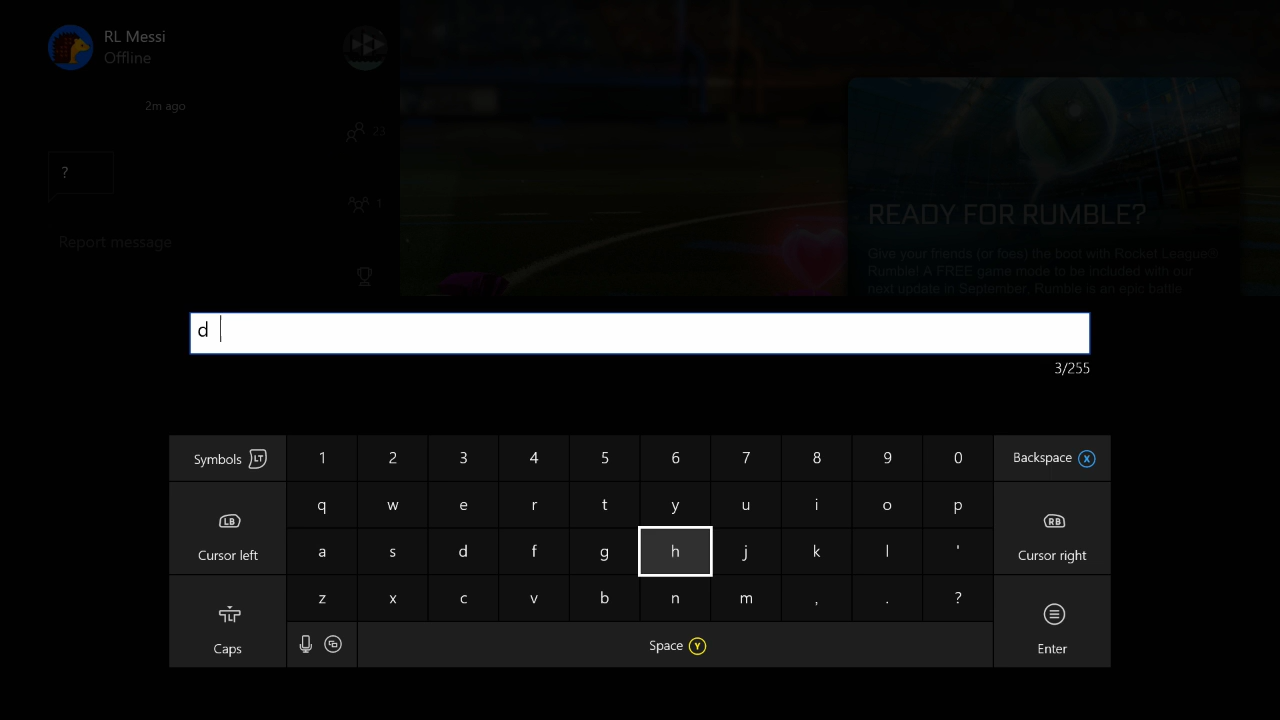 RL Messi
Offline
2m ago
23
?
1
Report message
READY FOR RUMBLE?
Give your friends (or foes) the boot with Rocket League®
Rumble! A FREE game mode to be included with our
next update in September, Rumble is an epic battle
d
3/255
Symbols LT 1 2 3 4 5 6 7 8 9 0 Backspace X
q w e r t y u i o p
LB RB
Cursor left a s d f g h j k l ' Cursor right
z x c v b n m , . ?
Caps Space Y Enter